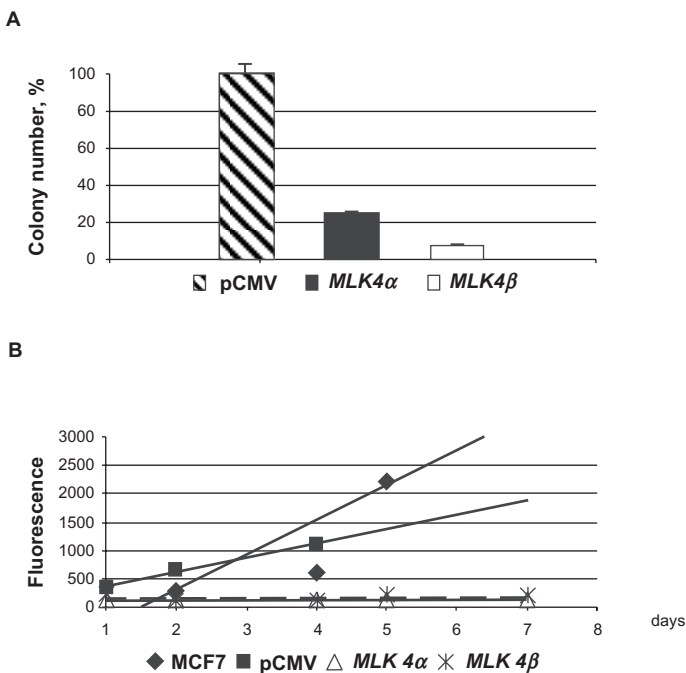 A
Colony number, %
100
60
60
40
20
0
pCMV MLK4α MLK4β
B
Fluorescence
3000
2500
2000
1500
1000
500
0
1 2 3 4 5 6 7 8 days
MCF7 pCMV MLK 4α MLK 4β